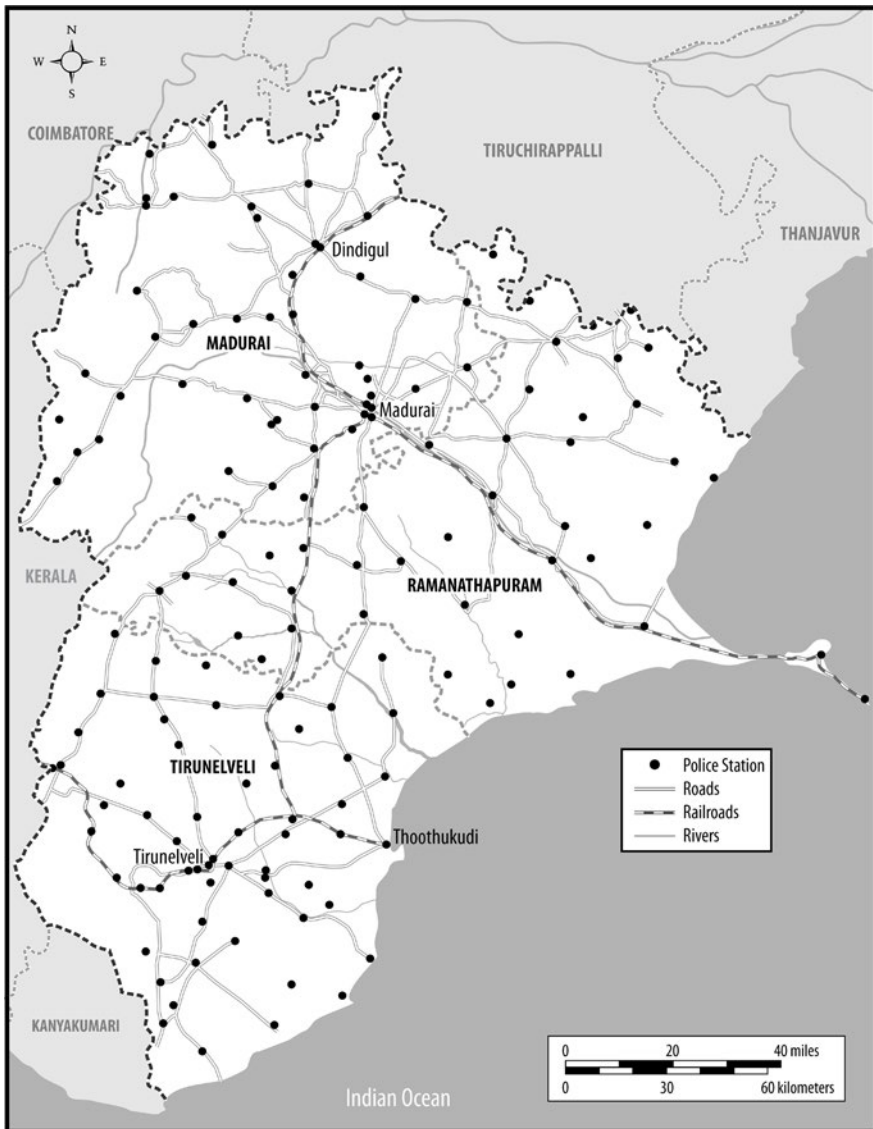 N
W E
S
COIMBATORE
TIRUCHIRAPPALLI
THANJAVUR
Dindigul
MADURAI
Madurai
KERALA
RAMANATHAPURAM
TIRUNELVELI
Police Station
Roads
Railroads
Rivers
Thoothukudi
Tirunelveli
KANYAKUMARI
0 20 40 miles
0 30 60 kilometers
Indian Ocean